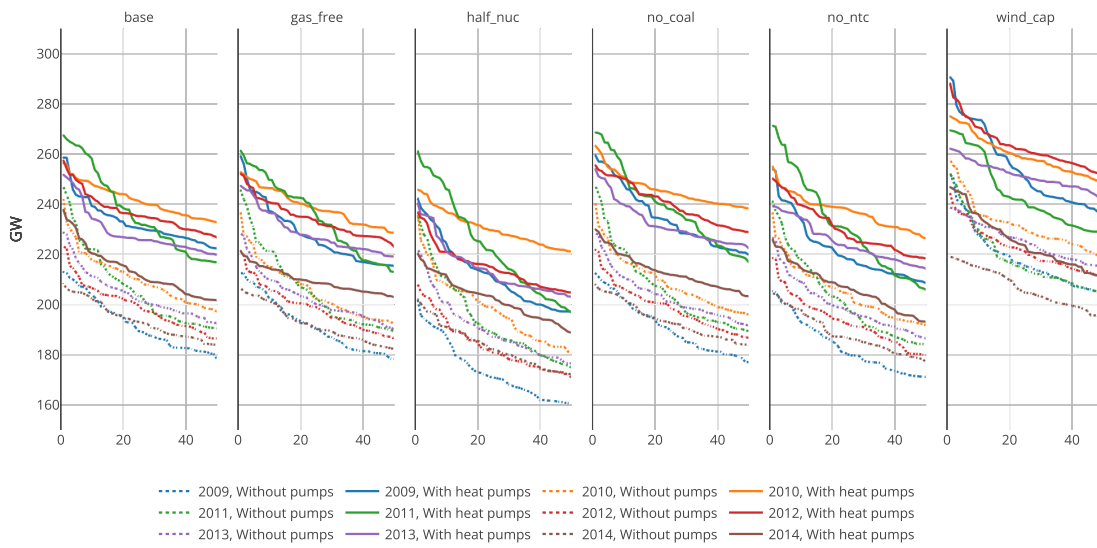 base gas_free half_nuc no_coal no_ntc wind_cap
300
280
260
240
220
200
180
160
GW
0 20 40 0 20 40 0 20 40 0 20 40 0 20 40 0 20 40
2009, Without pumps 2009, With heat pumps 2010, Without pumps 2010, With heat pumps
2011, Without pumps 2011, With heat pumps 2012, Without pumps 2012, With heat pumps
2013, Without pumps 2013, With heat pumps 2014, Without pumps 2014, With heat pumps